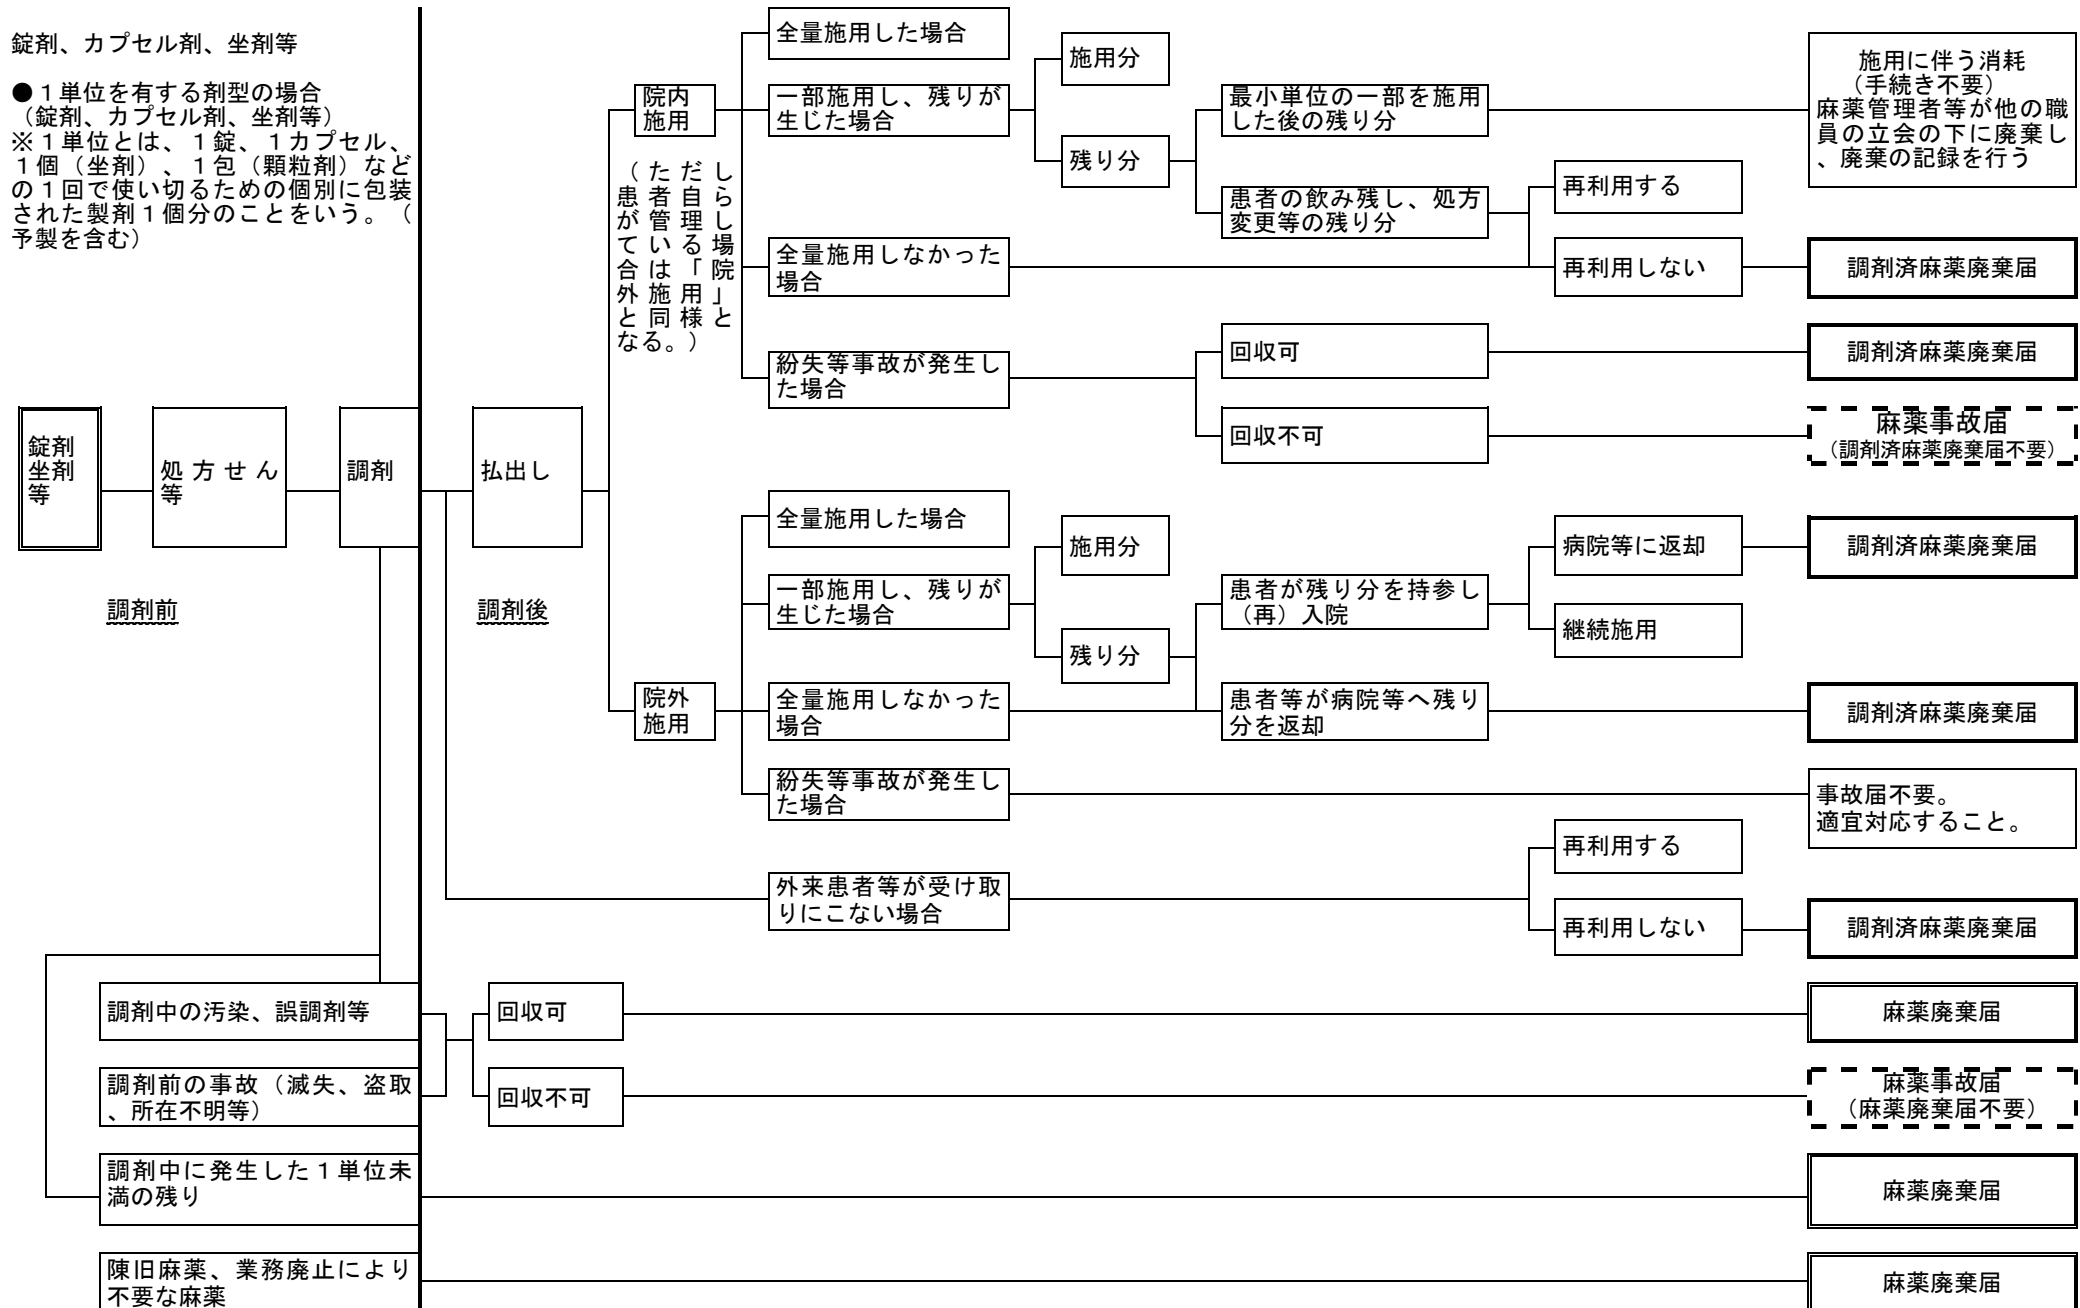 錠剤、カプセル剤、坐剤等
●１単位を有する剤型の場合
（錠剤、カプセル剤、坐剤等）
※１単位とは、１錠、１カプセル、
１個（坐剤）、１包（顆粒剤）など
の１回で使い切るための個別に包装
された製剤１個分のことをいう。（
予製を含む）
錠剤
坐剤
等
処方せん
等
調剤
調剤前
払出し
調剤後
院内
施用
（ただし
患者自ら
が管理し
ている場
合は「院
外施用」
と同様と
なる。）
全量施用した場合
一部施用し、残りが
生じた場合
施用分
残り分
最小単位の一部を施用
した後の残り分
施用に伴う消耗
（手続き不要）
麻薬管理者等が他の職
員の立会の下に廃棄し
、廃棄の記録を行う
患者の飲み残し、処方
変更等の残り分
再利用する
全量施用しなかった
場合
再利用しない
調剤済麻薬廃棄届
紛失等事故が発生し
た場合
回収可
調剤済麻薬廃棄届
回収不可
麻薬事故届
（調剤済麻薬廃棄届不要）
院外
施用
全量施用した場合
一部施用し、残りが
生じた場合
施用分
残り分
患者が残り分を持参し
（再）入院
病院等に返却
調剤済麻薬廃棄届
継続施用
全量施用しなかった
場合
患者等が病院等へ残り
分を返却
調剤済麻薬廃棄届
紛失等事故が発生し
た場合
事故届不要。
適宜対応すること。
外来患者等が受け取
りにこない場合
再利用する
再利用しない
調剤済麻薬廃棄届
調剤中の汚染、誤調剤等
回収可
麻薬廃棄届
調剤前の事故（滅失、盗取
、所在不明等）
回収不可
麻薬事故届
（麻薬廃棄届不要）
調剤中に発生した１単位未
満の残り
麻薬廃棄届
陳旧麻薬、業務廃止により
不要な麻薬
麻薬廃棄届